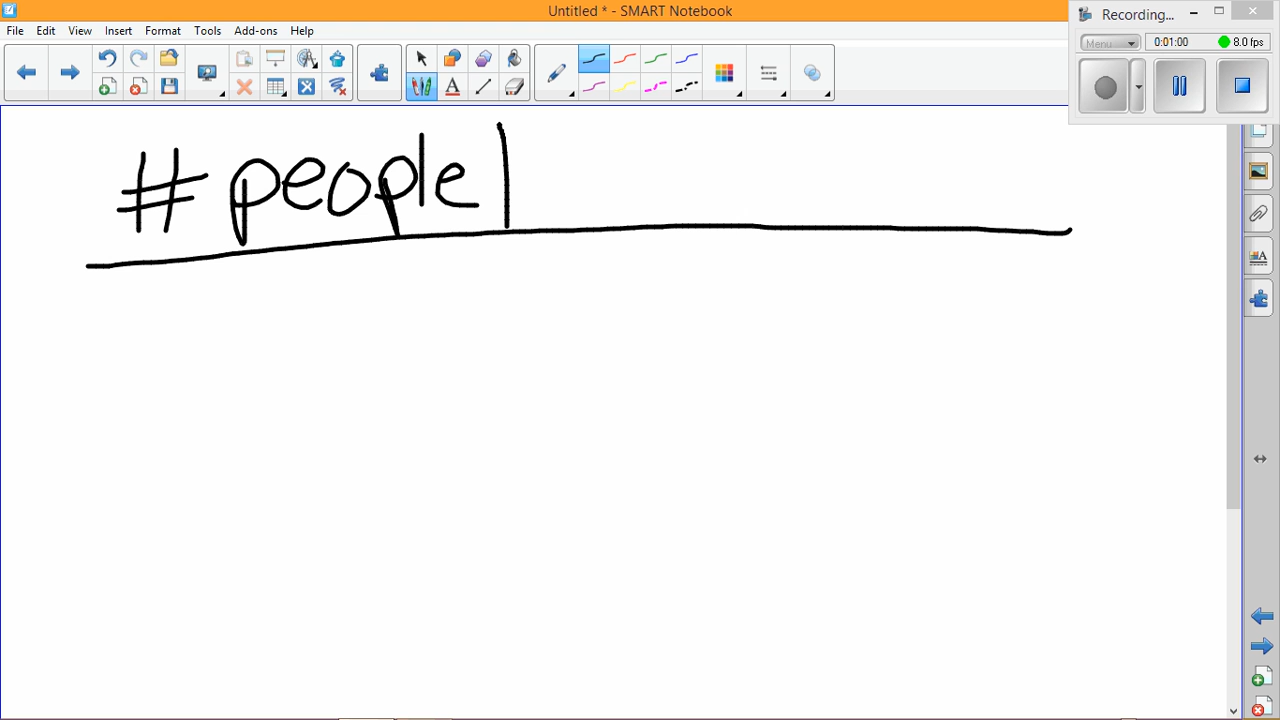 Untitled * - SMART Notebook
Recording...
File Edit View Insert Format Tools Add-ons Help
Menu 0:01:00 8.0 fps
# people